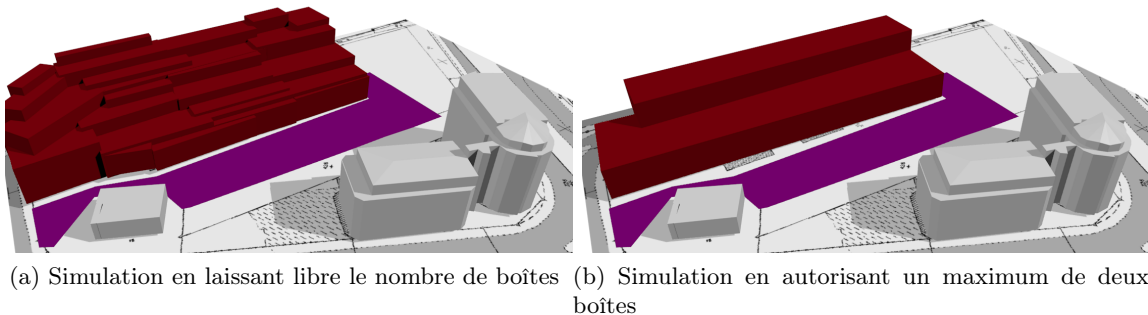 (a) Simulation en laissant libre le nombre de boîtes
(b) Simulation en autorisant un maximum de deux
boîtes